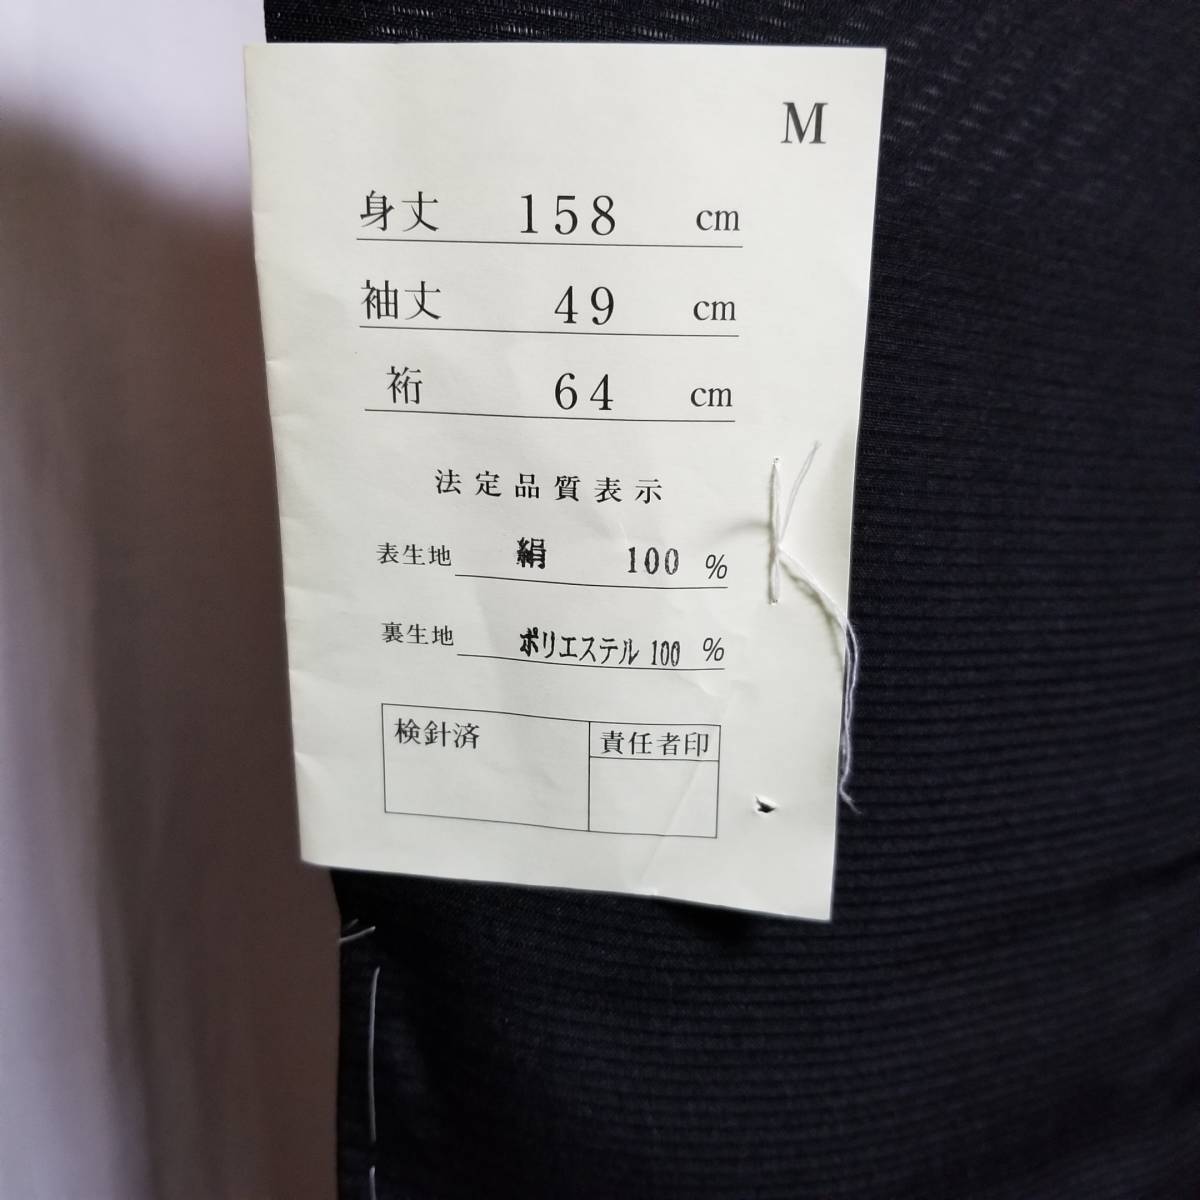 M
身丈 158 cm
袖丈 49 cm
裄 64 cm
法定品質表示
表生地 絹 100 %
裏生地 ポリエステル 100 %
検針済 責任者印